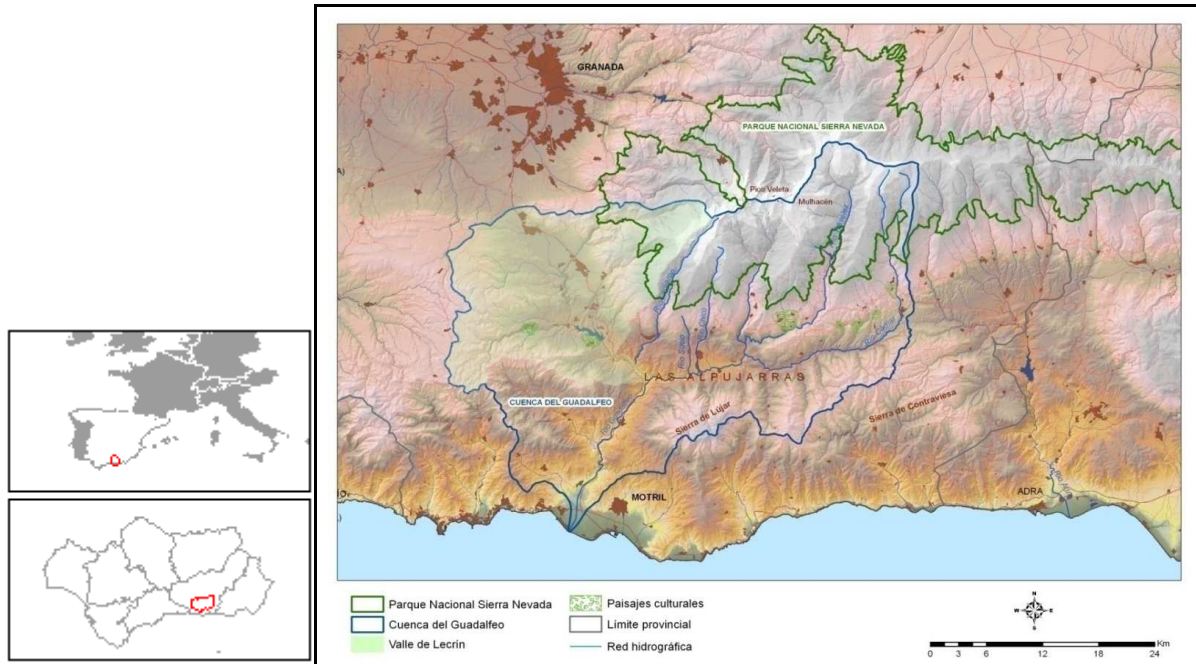 GRANADA
PARQUE NACIONAL SIERRA NEVADA
Pico Veleta
Mulhacén
LAS ALPUJARRAS
CUENCA DEL GUADALFEO
Sierra de Lújar
Sierra de Contraviesa
MOTRIL
ADRA
Parque Nacional Sierra Nevada
Cuenca del Guadalfeo
Valle de Lecrín
Paisajes culturales
Límite provincial
Red hidrográfica
N
W E
S
Km
0 3 6 12 18 24